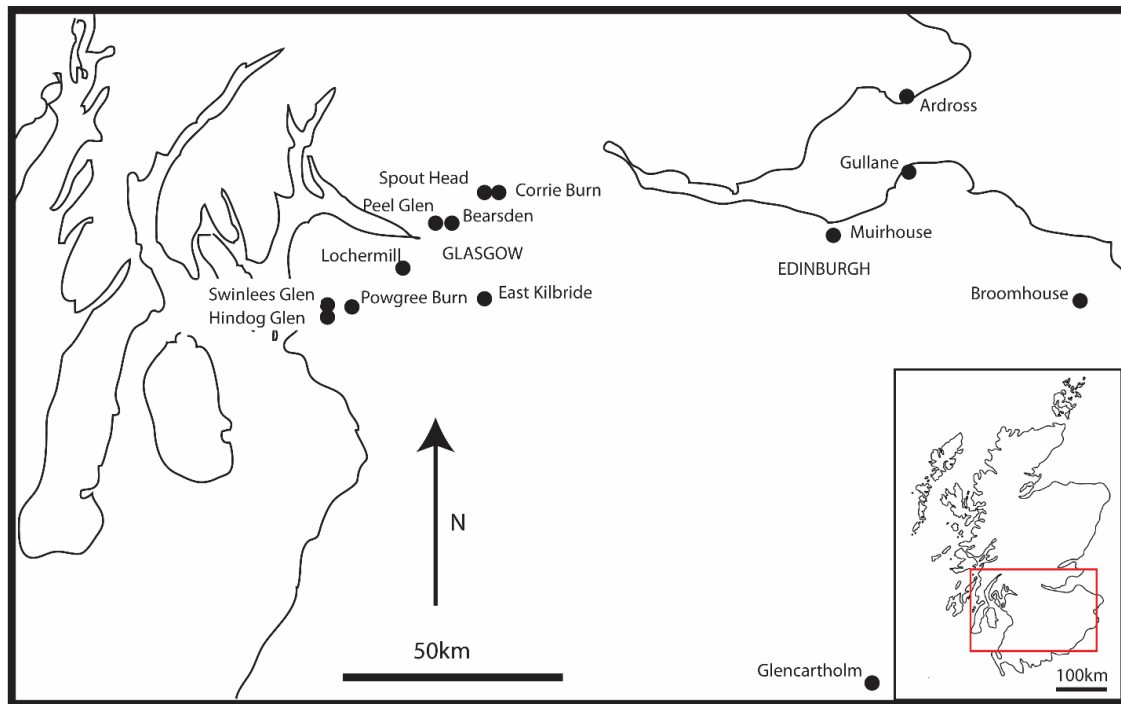 Ardross
Gullane
Spout Head
Corrie Burn
Peel Glen
Bearsden
Muirhouse
Lochermill
GLASGOW
EDINBURGH
Swinlees Glen
Powgree Burn
East Kilbride
Broomhouse
Hindog Glen
N
50km
Glencartholm
100km